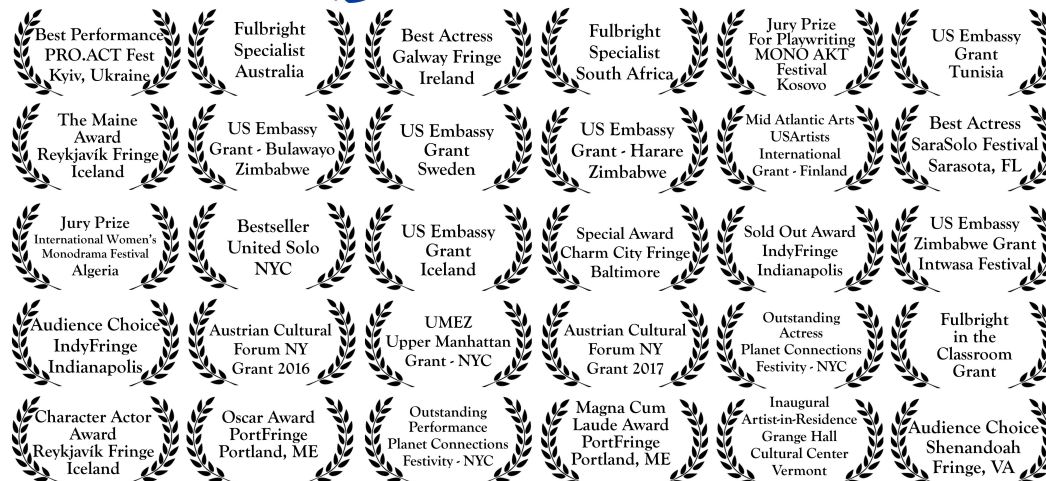 Best Performance
PRO.ACT Fest
Kyiv, Ukraine
Fulbright
Specialist
Australia
Best Actress
Galway Fringe
Ireland
Fulbright
Specialist
South Africa
Jury Prize
For Playwriting
MONO AKT
Festival
Kosovo
US Embassy
Grant
Tunisia
The Maine
Award
Reykjavík Fringe
Iceland
US Embassy
Grant - Bulawayo
Zimbabwe
US Embassy
Grant
Sweden
US Embassy
Grant - Harare
Zimbabwe
Mid Atlantic Arts
USArtists
International
Grant - Finland
Best Actress
SaraSolo Festival
Sarasota, FL
Jury Prize
International Women's
Monodrama Festival
Algeria
Bestseller
United Solo
NYC
US Embassy
Grant
Iceland
Special Award
Charm City Fringe
Baltimore
Sold Out Award
IndyFringe
Indianapolis
US Embassy
Zimbabwe Grant
Intwasa Festival
Audience Choice
IndyFringe
Indianapolis
Austrian Cultural
Forum NY
Grant 2016
UMEZ
Upper Manhattan
Grant - NYC
Austrian Cultural
Forum NY
Grant 2017
Outstanding
Actress
Planet Connections
Festivity - NYC
Fulbright
in the
Classroom
Grant
Character Actor
Award
Reykjavík Fringe
Iceland
Oscar Award
PortFringe
Portland, ME
Outstanding
Performance
Planet Connections
Festivity - NYC
Magna Cum
Laude Award
PortFringe
Portland, ME
Inaugural
Artist-in-Residence
Grange Hall
Cultural Center
Vermont
Audience Choice
Shenandoah
Fringe, VA